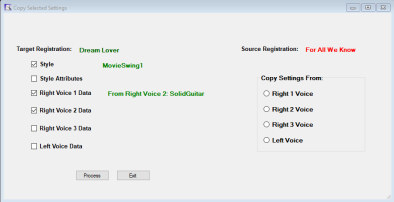 Copy Selected Settings
Target Registration: Dream Lover
Source Registration: For All We Know
Style MovieSwing1
Style Attributes
Right Voice 1 Data From Right Voice 2: SolidGuitar
Right Voice 2 Data
Right Voice 3 Data
Left Voice Data
Copy Settings From:
Right 1 Voice
Right 2 Voice
Right 3 Voice
Left Voice
Process Exit